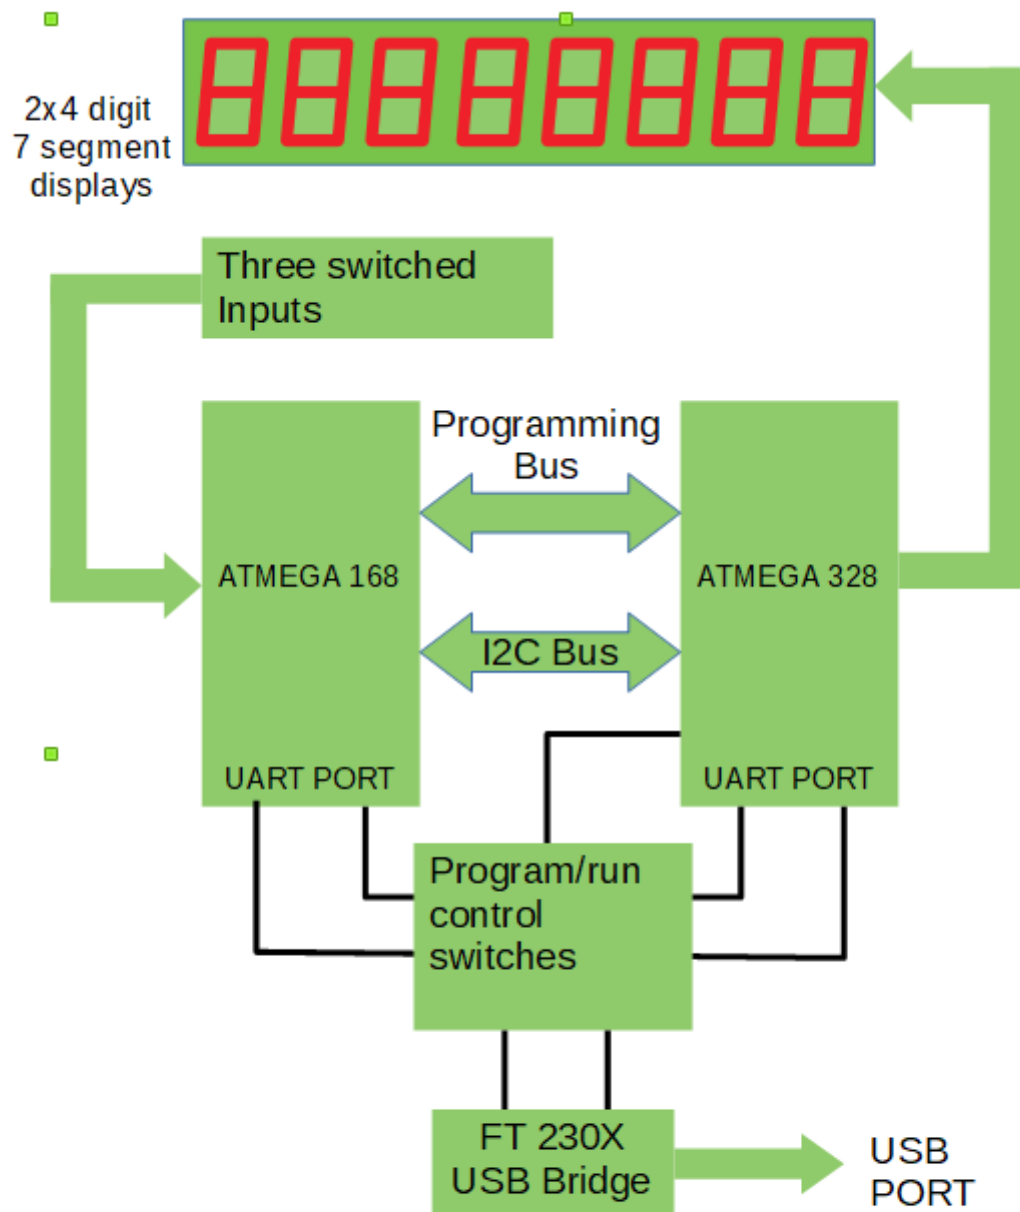 2x4 digit
7 segment
displays
Three switched
Inputs
Programming
Bus
ATMEGA 168
ATMEGA 328
I2C Bus
UART PORT
UART PORT
Program/run
control
switches
FT 230X
USB Bridge
USB
PORT